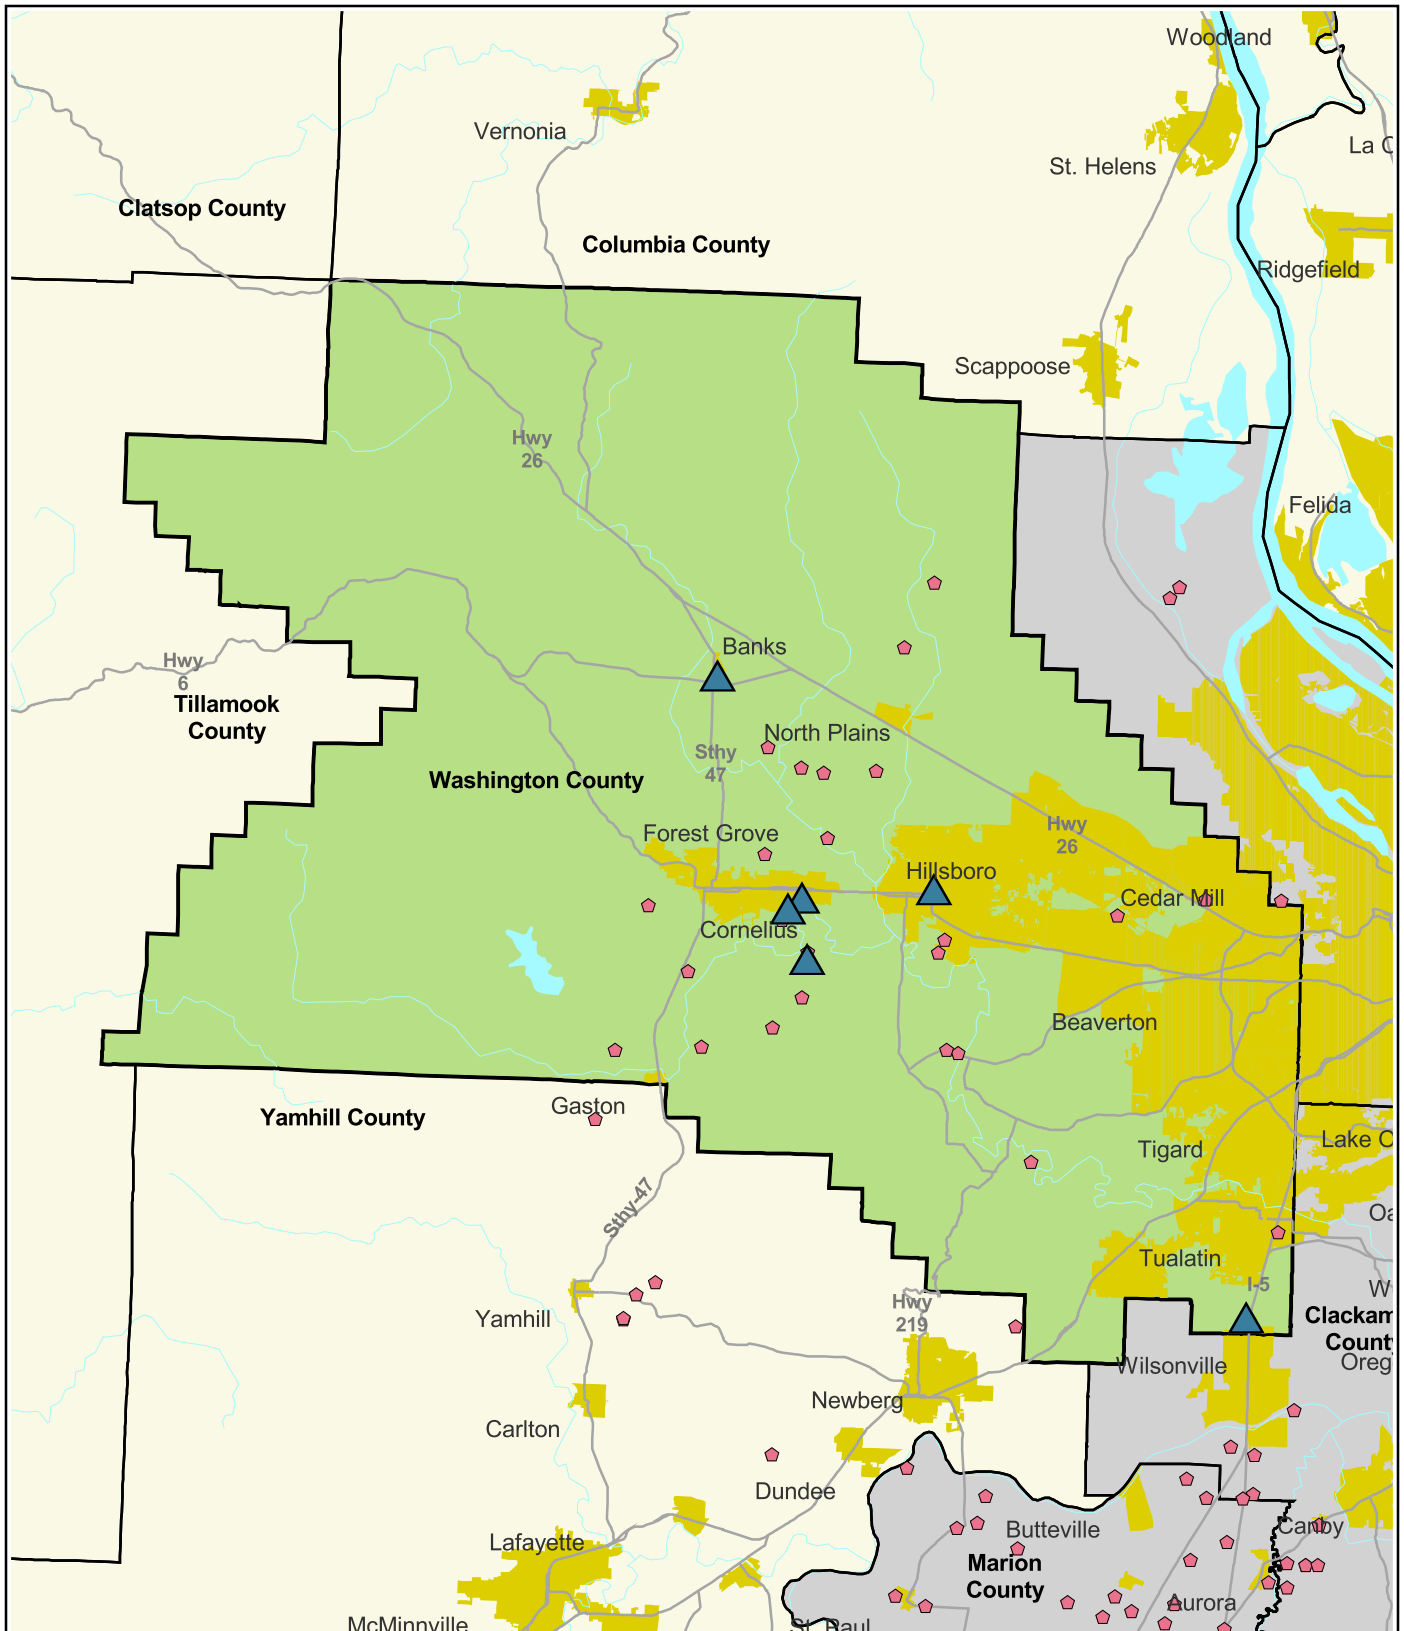 Woodland
Vernonia
La C
St. Helens
Clatsop County
Columbia County
Ridgefield
Scappoose
Hwy
26
Felida
Banks
Hwy
6
Tillamook
County
North Plains
Sthy
47
Washington County
Forest Grove
Hwy
26
Hillsboro
Cedar Mill
Cornelius
Beaverton
Gaston
Yamhill County
Lake O
Tigard
Sthy-47
Oa
Tualatin
I-5
W
Hwy
219
Yamhill
Clackam
County
Wilsonville
Oreg
Newberg
Carlton
Dundee
Butteville
Canby
Lafayette
Marion
County
Aurora
McMinnville
St. Paul